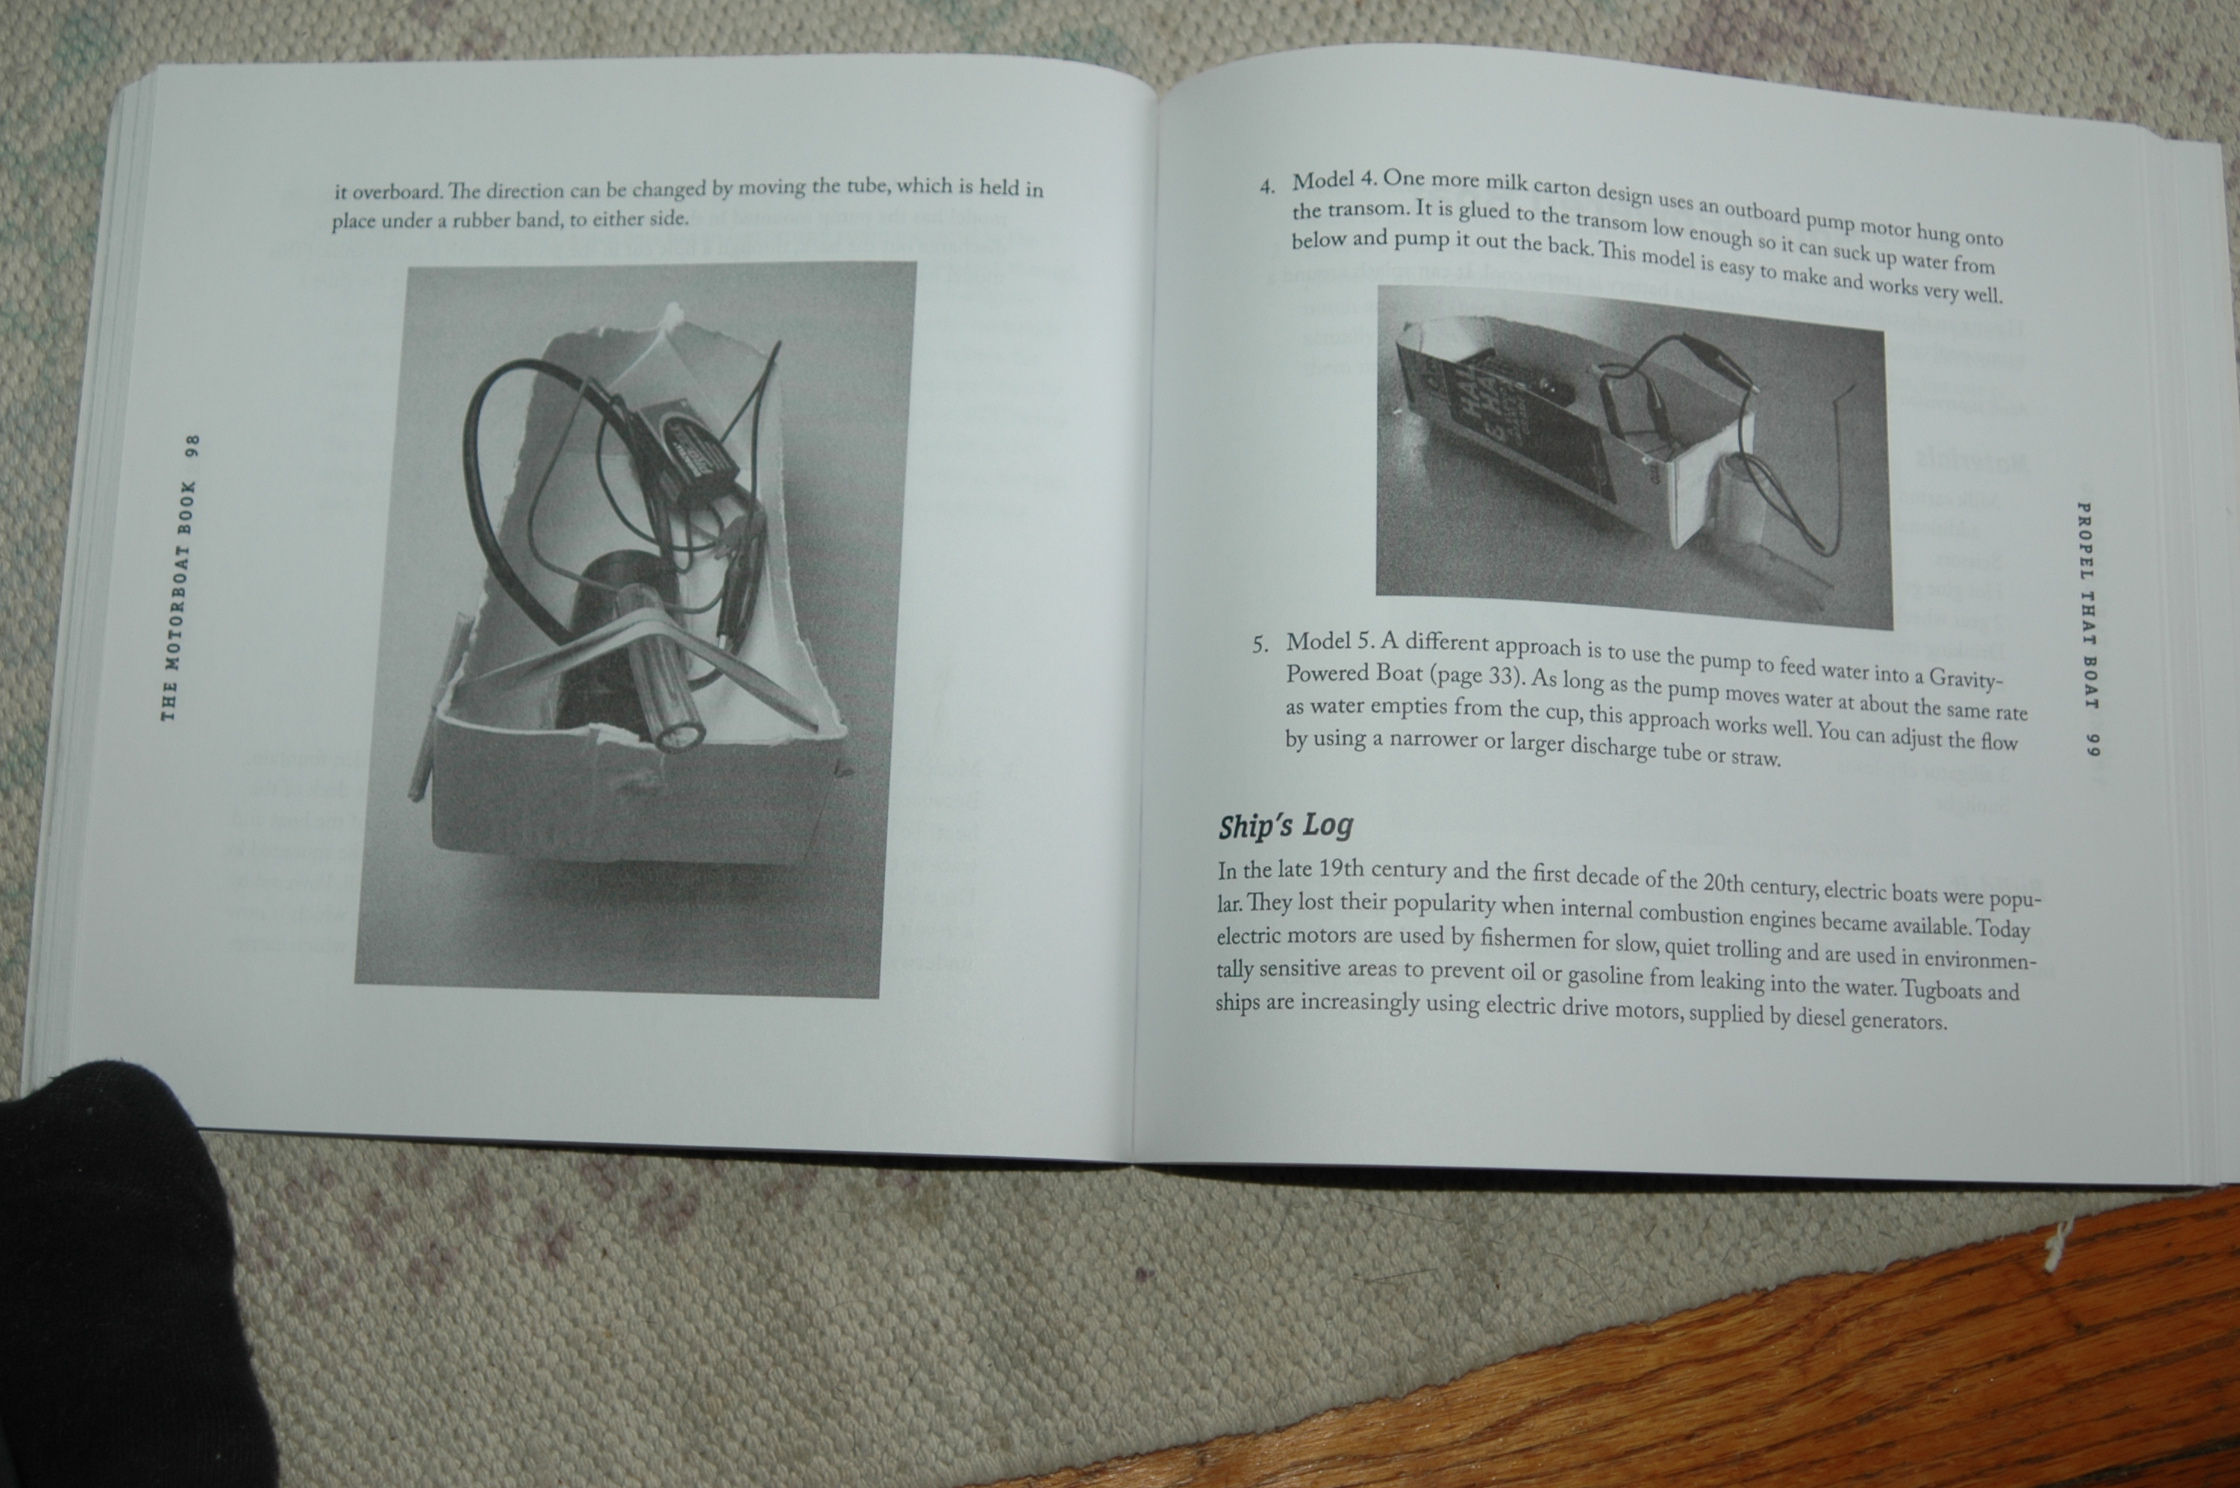 it overboard. The direction can be changed by moving the tube, which is held in
place under a rubber band, to either side.
THE MOTORBOAT BOOK 98
4. Model 4. One more milk carton design uses an outboard pump motor hung onto
the transom. It is glued to the transom low enough so it can suck up water from
below and pump it out the back. This model is easy to make and works very well.
HAL
E HA
5. Model 5. A different approach is to use the pump to feed water into a Gravity-
Powered Boat (page 33). As long as the pump moves water at about the same rate
as water empties from the cup, this approach works well. You can adjust the flow
by using a narrower or larger discharge tube or straw.
Ship's Log
In the late 19th century and the first decade of the 20th century, electric boats were popu-
lar. They lost their popularity when internal combustion engines became available. Today
electric motors are used by fishermen for slow, quiet trolling and are used in environmen-
tally sensitive areas to prevent oil or gasoline from leaking into the water. Tugboats and
ships are increasingly using electric drive motors, supplied by diesel generators.
PROPEL THAT BOAT 99